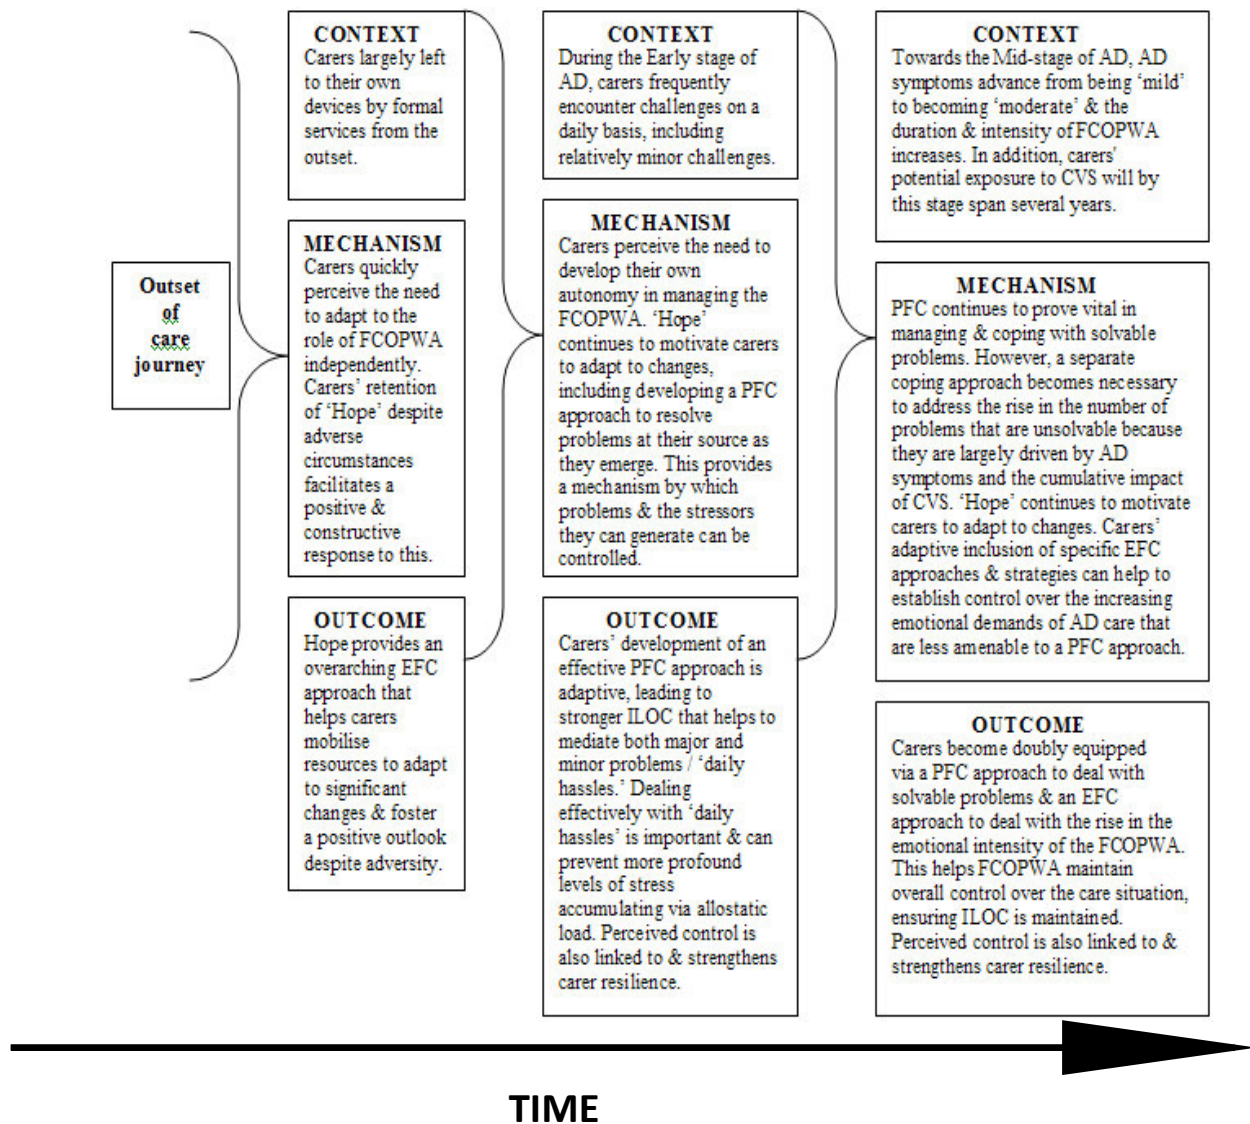 Outset
of
care
journey
CONTEXT
Carers largely left
to their own
devices by formal
services from the
outset.
MECHANISM
Carers quickly
perceive the need
to adapt to the
role of FCOPWA
independently.
Carers' retention
of 'Hope' despite
adverse
circumstances
facilitates a
positive &
constructive
response to this.
OUTCOME
Hope provides an
overarching EFC
approach that
helps carers
mobilise
resources to adapt
to significant
changes & foster
a positive outlook
despite adversity.
CONTEXT
During the Early stage of
AD, carers frequently
encounter challenges on a
daily basis, including
relatively minor challenges.
MECHANISM
Carers perceive the need to
develop their own
autonomy in managing the
FCOPWA. 'Hope'
continues to motivate carers
to adapt to changes,
including developing a PFC
approach to resolve
problems at their source as
they emerge. This provides
a mechanism by which
problems & the stressors
they can generate can be
controlled.
OUTCOME
Carers' development of an
effective PFC approach is
adaptive, leading to
stronger ILOC that helps to
mediate both major and
minor problems / 'daily
hassles.' Dealing
effectively with 'daily
hassles' is important & can
prevent more profound
levels of stress
accumulating via allostatic
load. Perceived control is
also linked to & strengthens
carer resilience.
CONTEXT
Towards the Mid-stage of AD, AD
symptoms advance from being 'mild'
to becoming 'moderate' & the
duration & intensity of FCOPWA
increases. In addition, carers'
potential exposure to CVS will by
this stage span several years.
MECHANISM
PFC continues to prove vital in
managing & coping with solvable
problems. However, a separate
coping approach becomes necessary
to address the rise in the number of
problems that are unsolvable because
they are largely driven by AD
symptoms and the cumulative impact
of CVS. 'Hope' continues to motivate
carers to adapt to changes. Carers'
adaptive inclusion of specific EFC
approaches & strategies can help to
establish control over the increasing
emotional demands of AD care that
are less amenable to a PFC approach.
OUTCOME
Carers become doubly equipped
via a PFC approach to deal with
solvable problems & an EFC
approach to deal with the rise in the
emotional intensity of the FCOPWA.
This helps FCOPWA maintain
overall control over the care situation,
ensuring ILOC is maintained.
Perceived control is also linked to &
strengthens carer resilience.
TIME